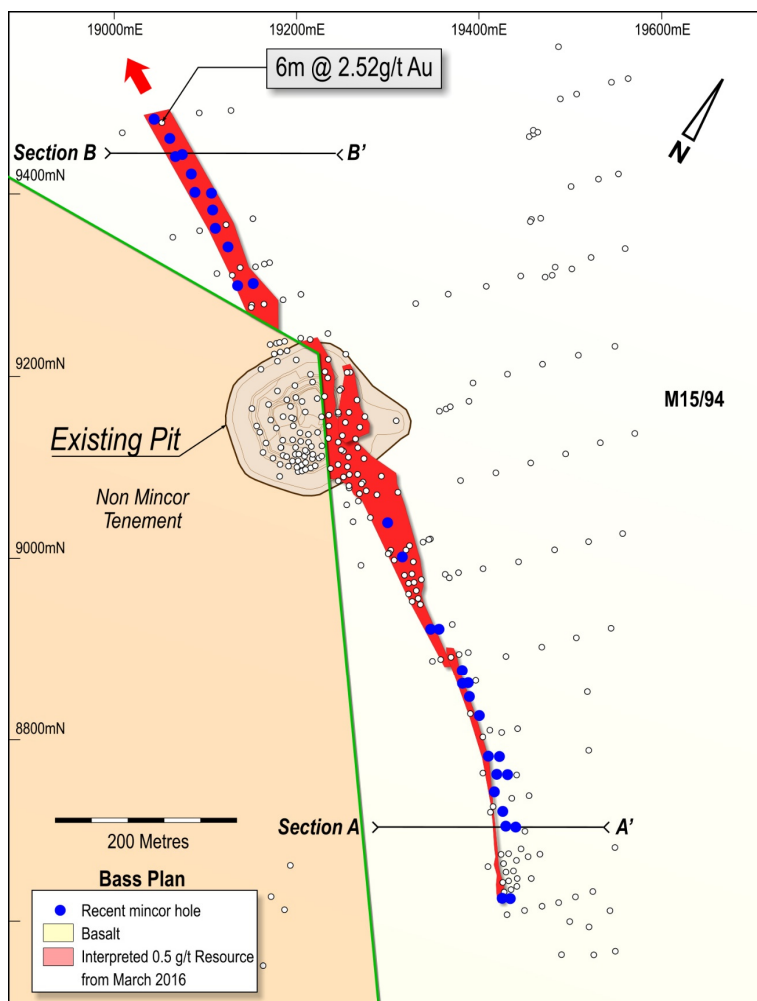 19000mE
19200mE
19400mE
19600mE
6m @ 2.52g/t Au
N
Section B
B’
9400mN
9200mN
M15/94
Existing Pit
Non Mincor
Tenement
9000mN
8800mN
200 Metres
Section A
A’
Bass Plan
Recent mincor hole
Basalt
Interpreted 0.5 g/t Resource
from March 2016